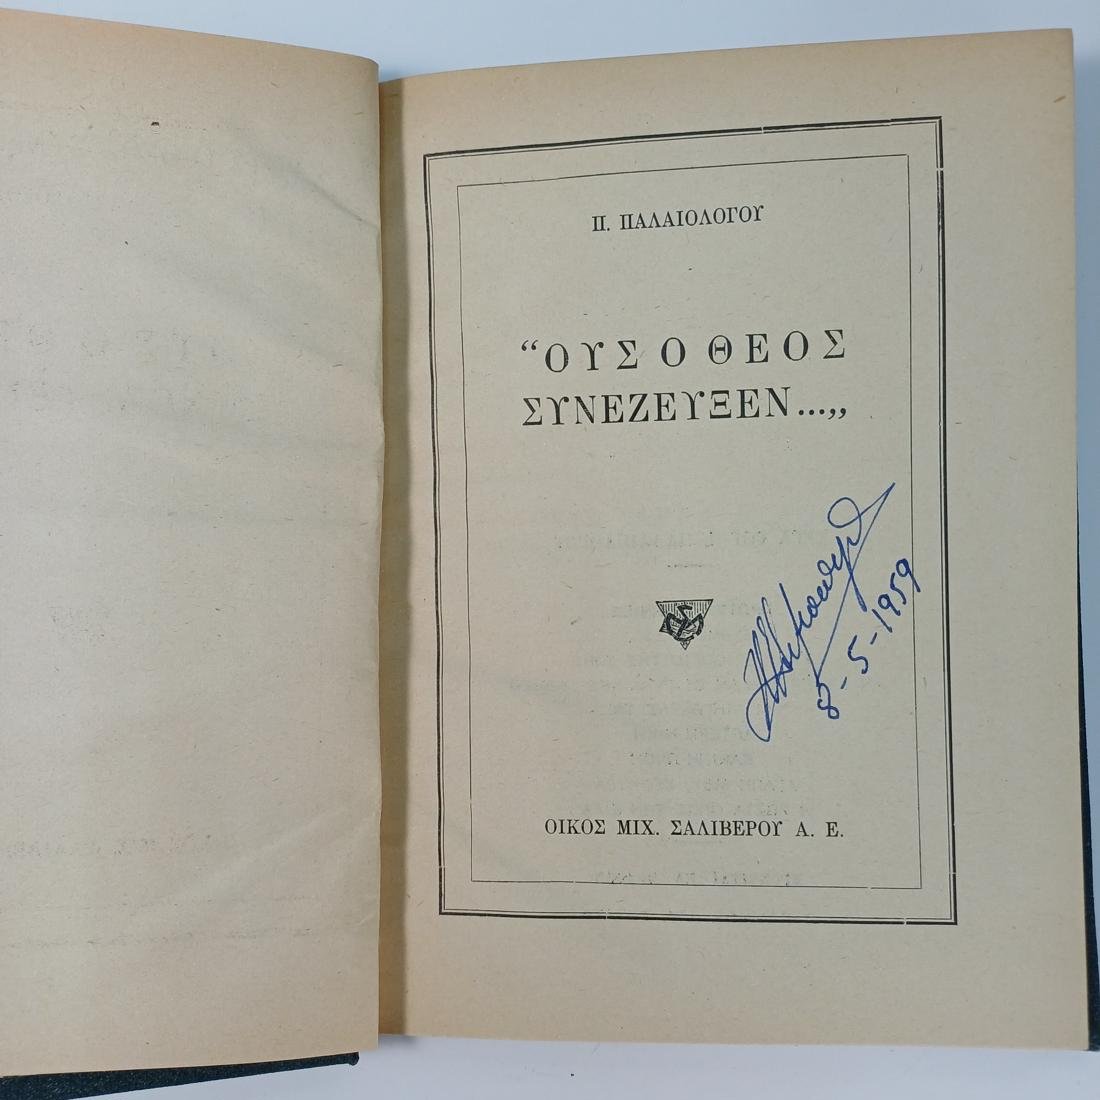 Π. ΠΑΛΑΙΟΛΟΓΟΥ
“ΟΥΣ Ο ΘΕΟΣ
ΣΥΝΕΖΕΥΞΕΝ...,,
8-5-1959
ΟΙΚΟΣ ΜΙΧ. ΣΑΛΙΒΕΡΟΥ Α. Ε.